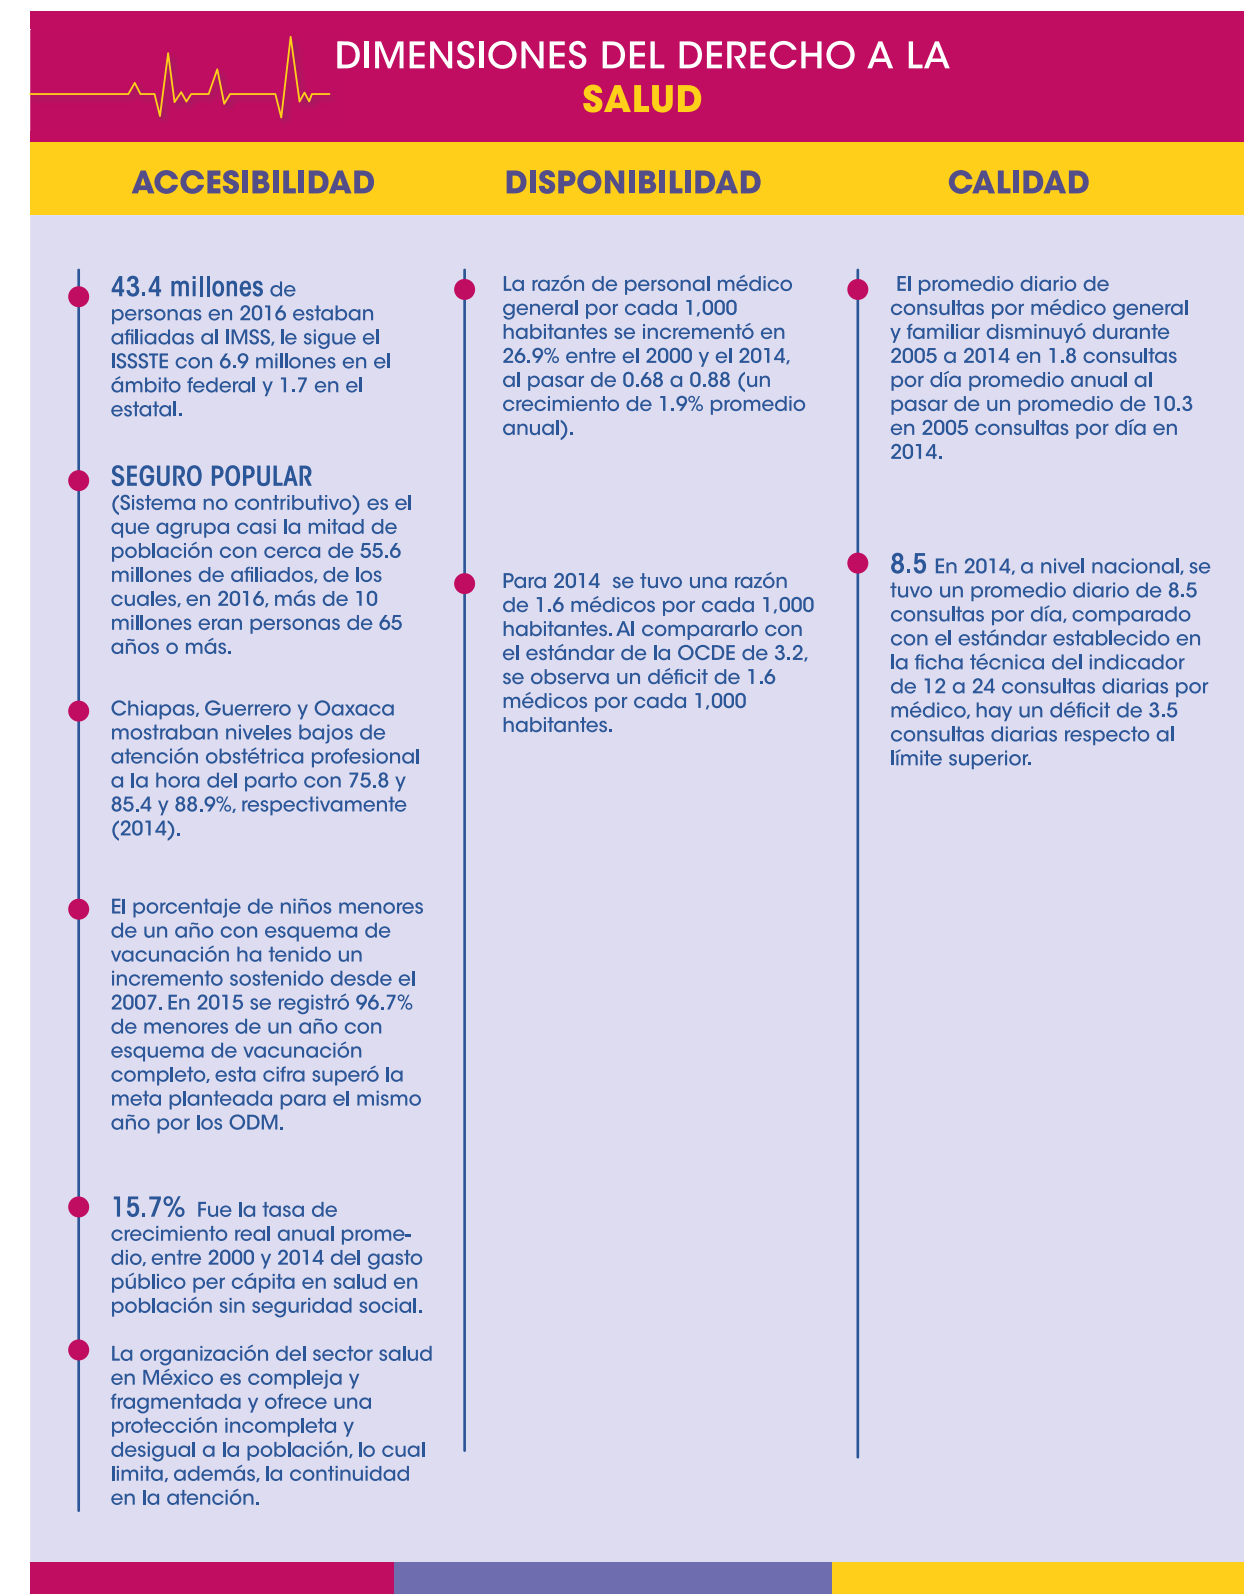 DIMENSIONES DEL DERECHO A LA
SALUD
ACCESIBILIDAD
43.4 millones de
personas en 2016 estaban
afiliadas al IMSS, le sigue el
ISSSTE con 6.9 millones en el
ámbito federal y 1.7 en el
estatal.
SEGURO POPULAR
(Sistema no contributivo) es el
que agrupa casi la mitad de
población con cerca de 55.6
millones de afiliados, de los
cuales, en 2016, más de 10
millones eran personas de 65
años o más.
Chiapas, Guerrero y Oaxaca
mostraban niveles bajos de
atención obstétrica profesional
a la hora del parto con 75.8 y
85.4 y 88.9%, respectivamente
(2014).
El porcentaje de niños menores
de un año con esquema de
vacunación ha tenido un
incremento sostenido desde el
2007. En 2015 se registró 96.7%
de menores de un año con
esquema de vacunación
completo, esta cifra superó la
meta planteada para el mismo
año por los ODM.
15.7% Fue la tasa de
crecimiento real anual prome-
dio, entre 2000 y 2014 del gasto
público per cápita en salud en
población sin seguridad social.
La organización del sector salud
en México es compleja y
fragmentada y ofrece una
protección incompleta y
desigual a la población, lo cual
limita, además, la continuidad
en la atención.
DISPONIBILIDAD
La razón de personal médico
general por cada 1,000
habitantes se incrementó en
26.9% entre el 2000 y el 2014,
al pasar de 0.68 a 0.88 (un
crecimiento de 1.9% promedio
anual).
Para 2014 se tuvo una razón
de 1.6 médicos por cada 1,000
habitantes. Al compararlo con
el estándar de la OCDE de 3.2,
se observa un déficit de 1.6
médicos por cada 1,000
habitantes.
CALIDAD
El promedio diario de
consultas por médico general
y familiar disminuyó durante
2005 a 2014 en 1.8 consultas
por día promedio anual al
pasar de un promedio de 10.3
en 2005 consultas por día en
2014.
8.5 En 2014, a nivel nacional, se
tuvo un promedio diario de 8.5
consultas por día, comparado
con el estándar establecido en
la ficha técnica del indicador
de 12 a 24 consultas diarias por
médico, hay un déficit de 3.5
consultas diarias respecto al
límite superior.